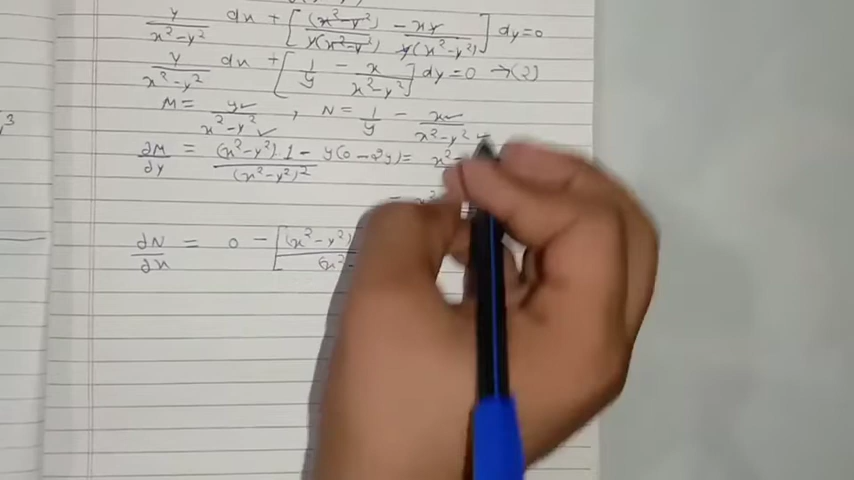 y/(x²-y²) dx + [(x²-y²)/(y(x²-y²)) - xy/(y(x²-y²))] dy=0
y/(x²-y²) dx + [1/y - x/(x²-y²)] dy=0 →(2)
y³
M = y/(x²-y²) , N = 1/y - x/(x²-y²)
∂M/∂y = ((x²-y²).1 - y(0-2y))/(x²-y²)² = x²-
= x²
∂N/∂x = 0 - [(x²-y²)